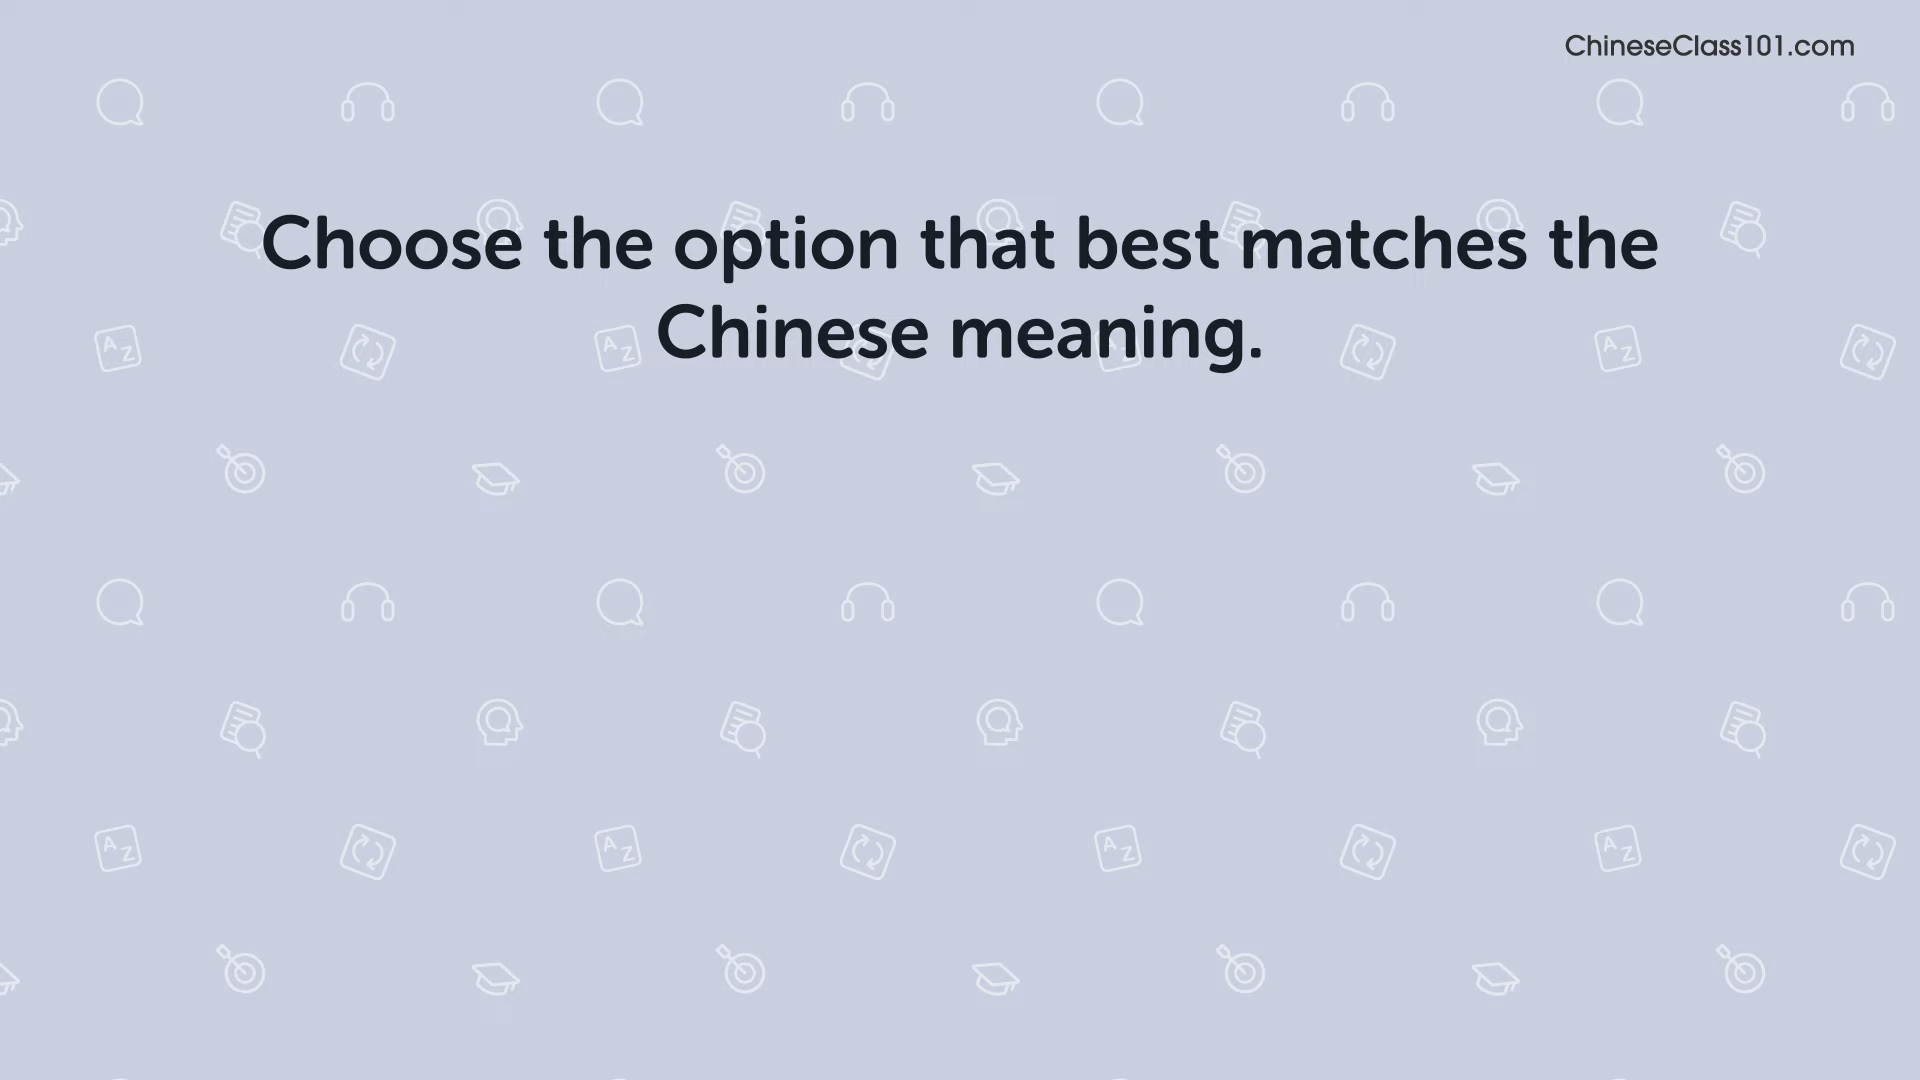 ChineseClass101.com
Choose the option that best matches the
Chinese meaning.